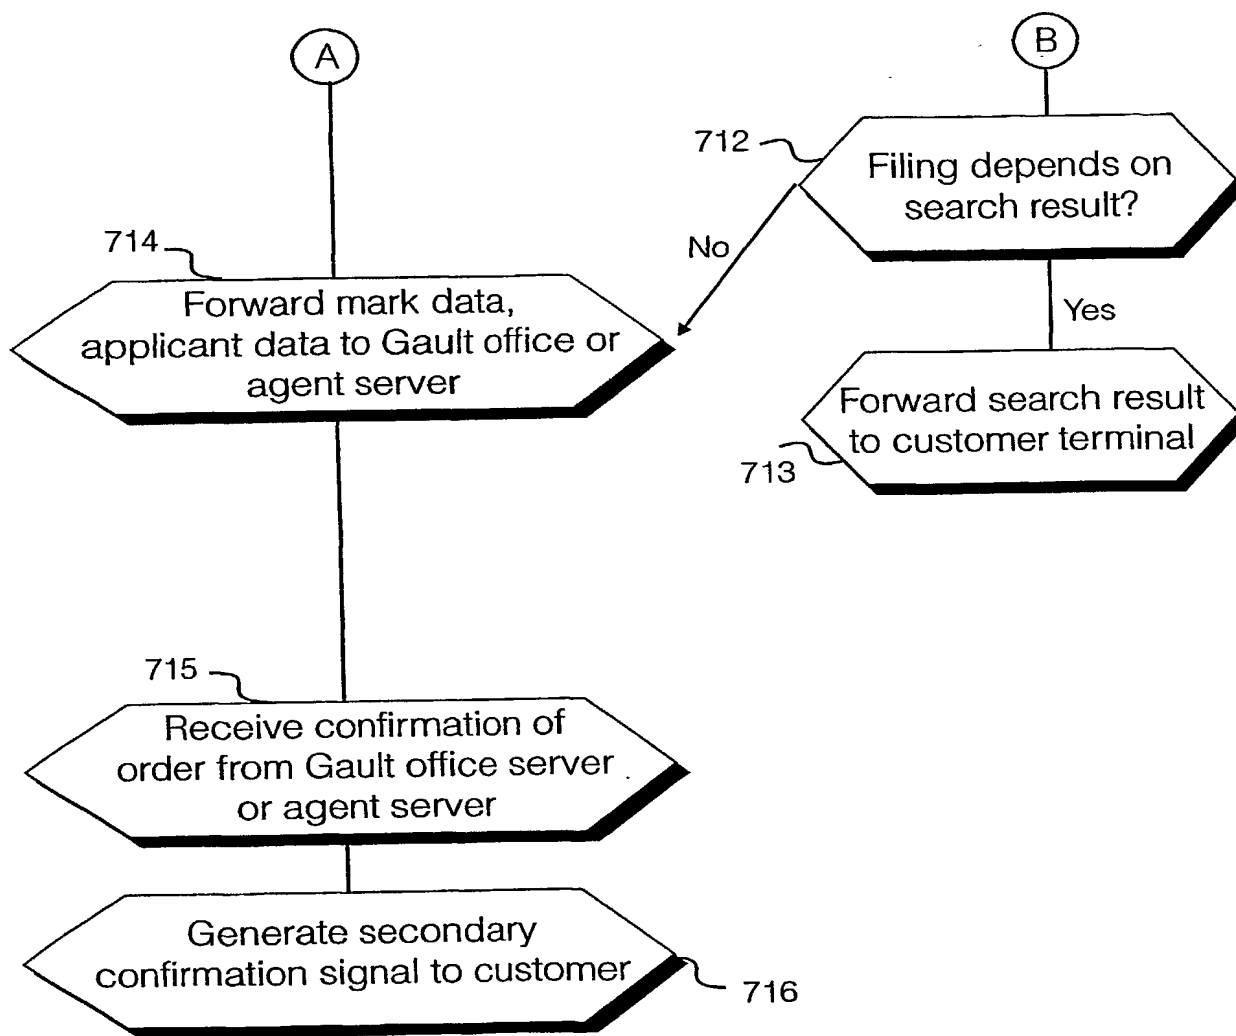 A
B
712
Filing depends on
search result?
No
714
Yes
Forward mark data,
applicant data to Gault office or
agent server
Forward search result
to customer terminal
713
715
Receive confirmation of
order from Gault office server
or agent server
Generate secondary
confirmation signal to customer
716